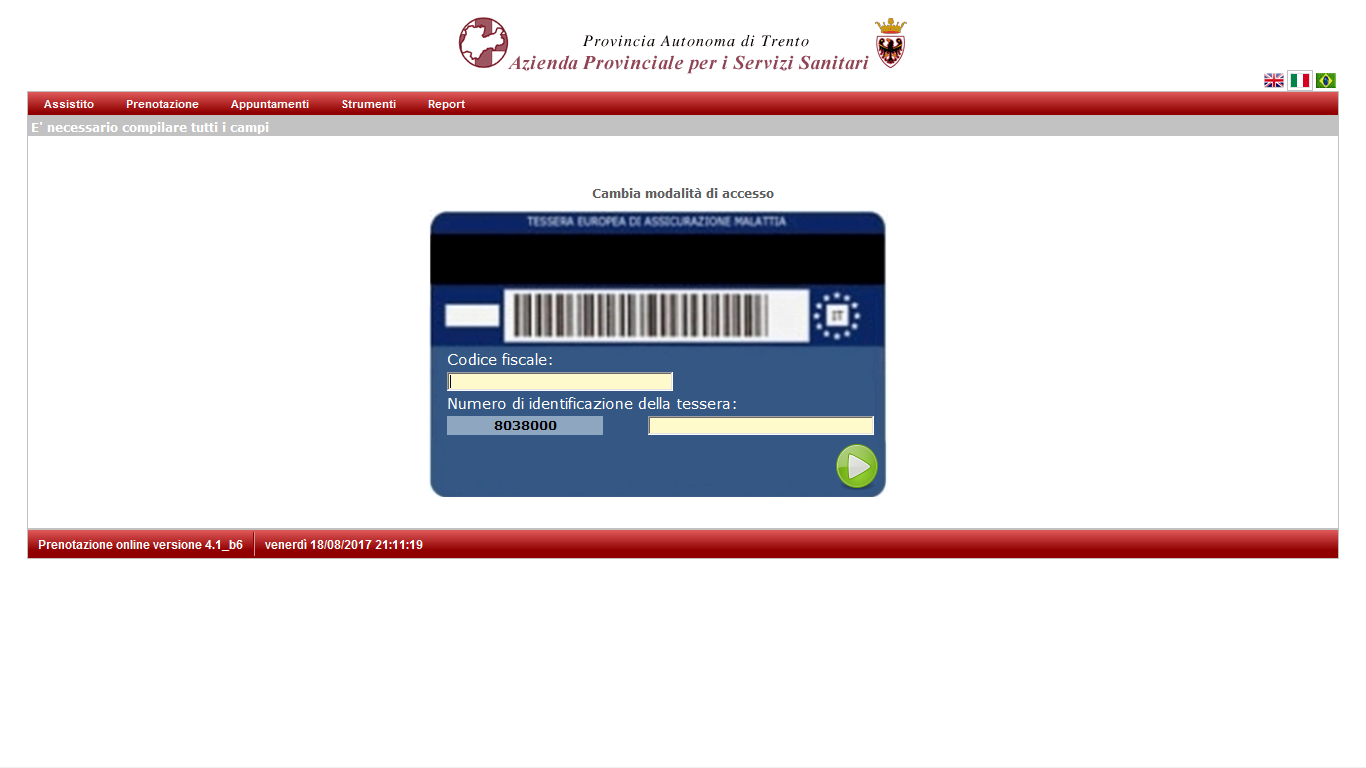 Provincia Autonoma di Trento
Azienda Provinciale per i Servizi Sanitari
Assistito Prenotazione Appuntamenti Strumenti Report
E' necessario compilare tutti i campi
Cambia modalità di accesso
TESSERA EUROPEA DI ASSICURAZIONE MALATTIA
IT
Codice fiscale:
Numero di identificazione della tessera:
8038000
Prenotazione online versione 4.1_b6 venerdì 18/08/2017 21:11:19